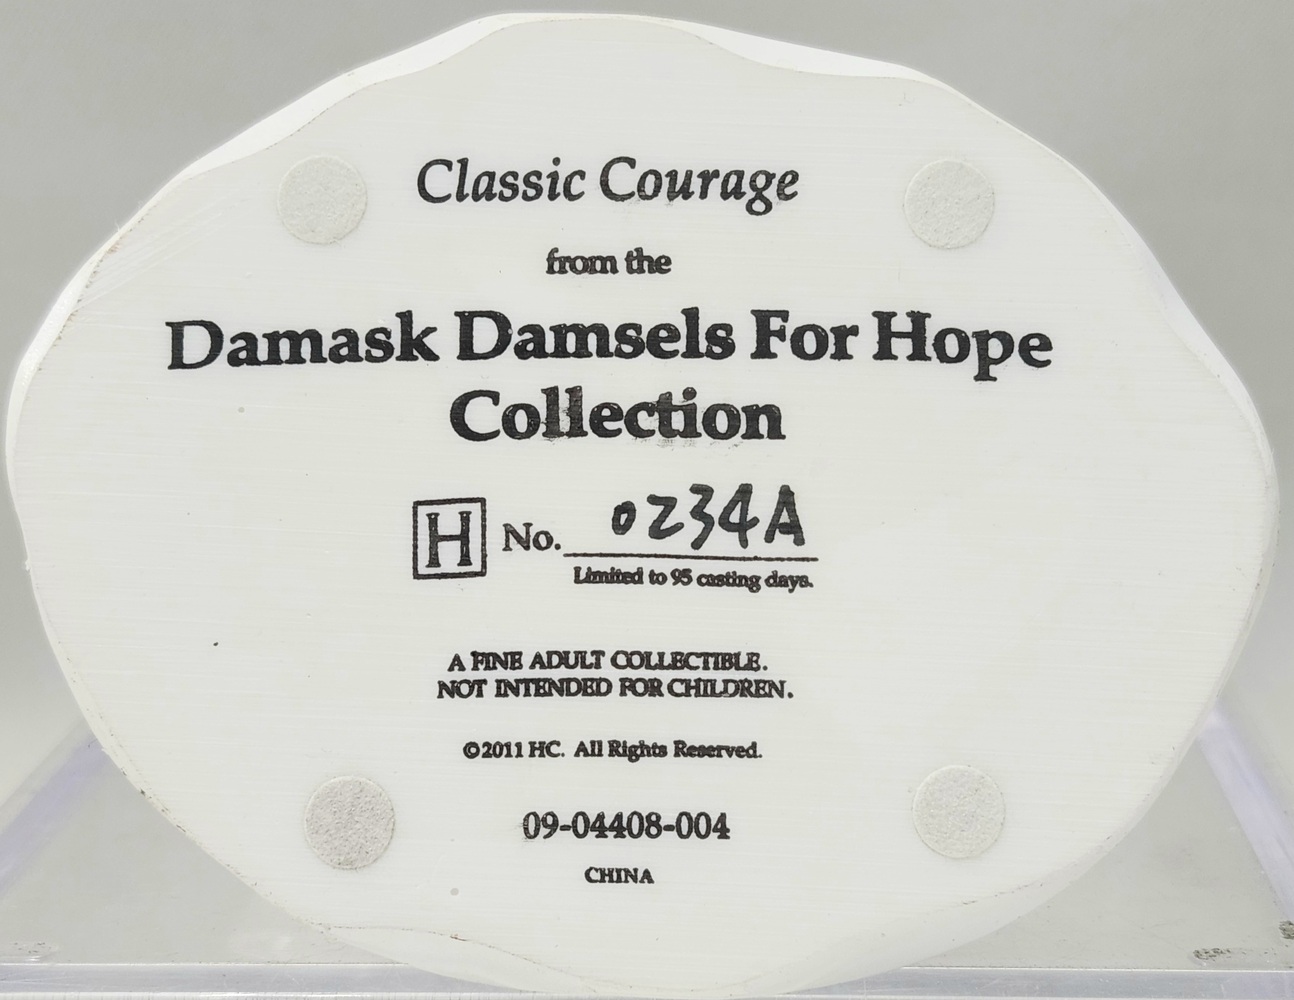 Classic Courage
from the
Damask Damsels For Hope
Collection
H No. 0234A
Limited to 95 casting days.
A FINE ADULT COLLECTIBLE.
NOT INTENDED FOR CHILDREN.
©2011 HC. All Rights Reserved.
09-04408-004
CHINA